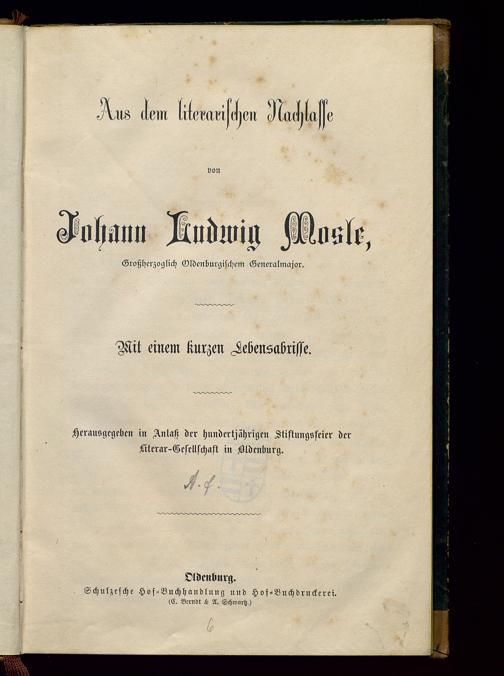 Aus dem literarischen Nachlasse
von
Johann Ludwig Mosle,
Großherzoglich Oldenburgischem Generalmajor.
Mit einem kurzen Lebensabrisse.
Herausgegeben in Anlaß der hundertjährigen Stiftungsfeier der
Literar-Gesellschaft in Oldenburg.
A. f.
Oldenburg.
Schulzesche Hof-Buchhandlung und Hof-Buchdruckerei.
(C. Berndt & A. Schwartz.)
6